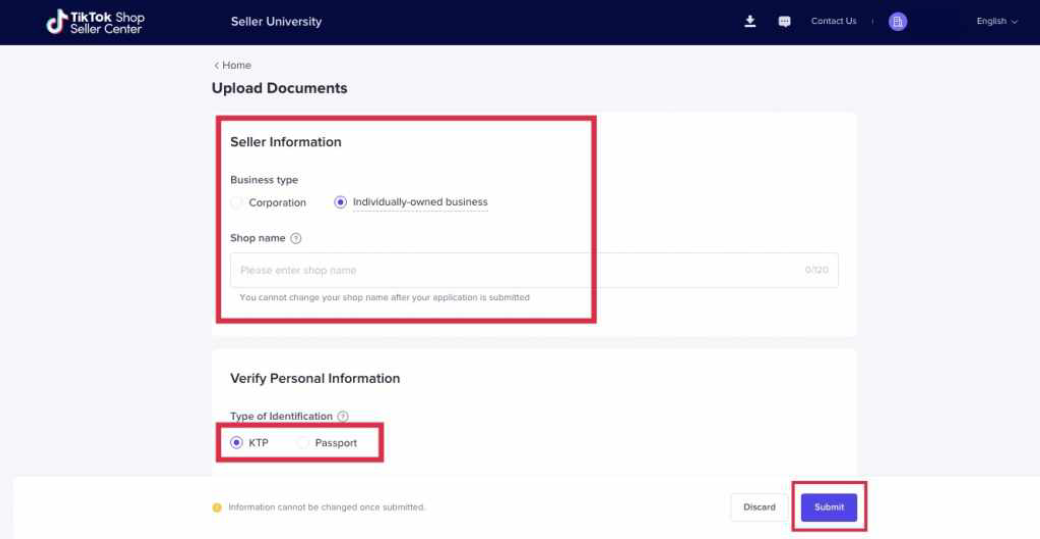 TikTok Shop
Seller Center
Seller University
Contact Us
English
< Home
Upload Documents
Seller Information
Business type
Corporation
Individually-owned business
Shop name ?
Please enter shop name
0/120
You cannot change your shop name after your application is submitted
Verify Personal Information
Type of Identification ?
KTP
Passport
Information cannot be changed once submitted.
Discard
Submit